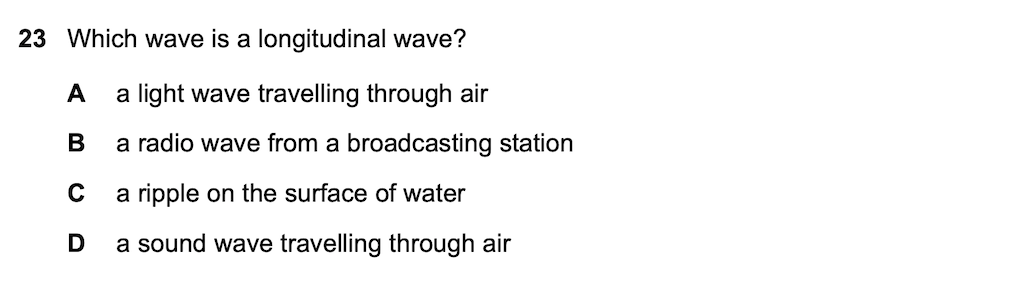 23 Which wave is a longitudinal wave?
A a light wave travelling through air
B a radio wave from a broadcasting station
C a ripple on the surface of water
D a sound wave travelling through air